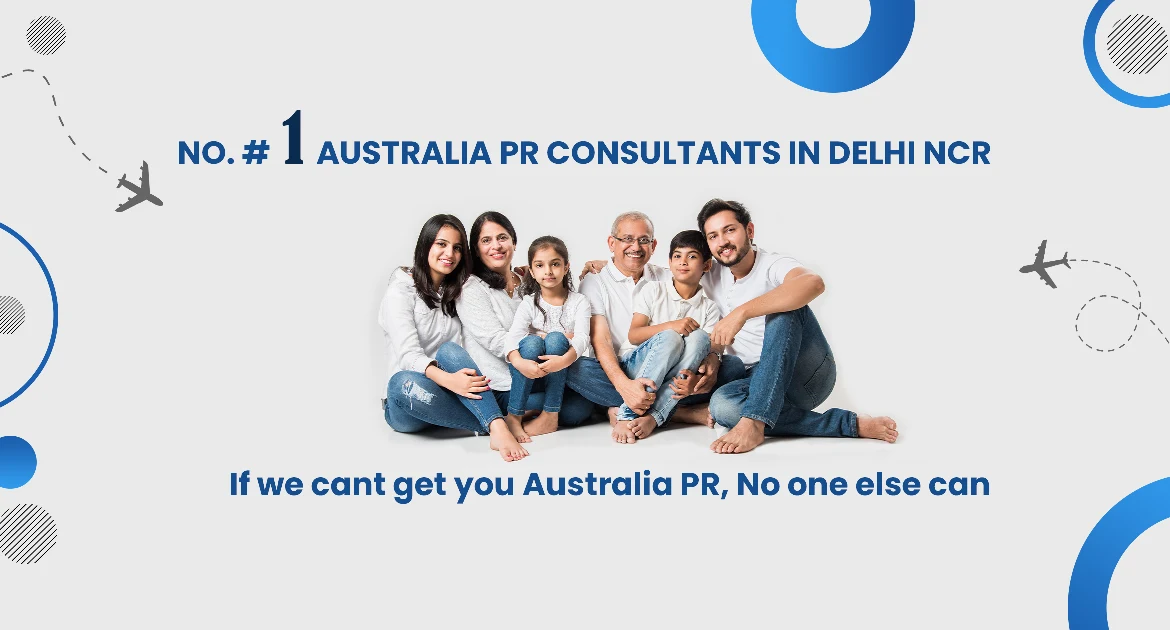 NO. # 1 AUSTRALIA PR CONSULTANTS IN DELHI NCR
If we cant get you Australia PR, No one else can